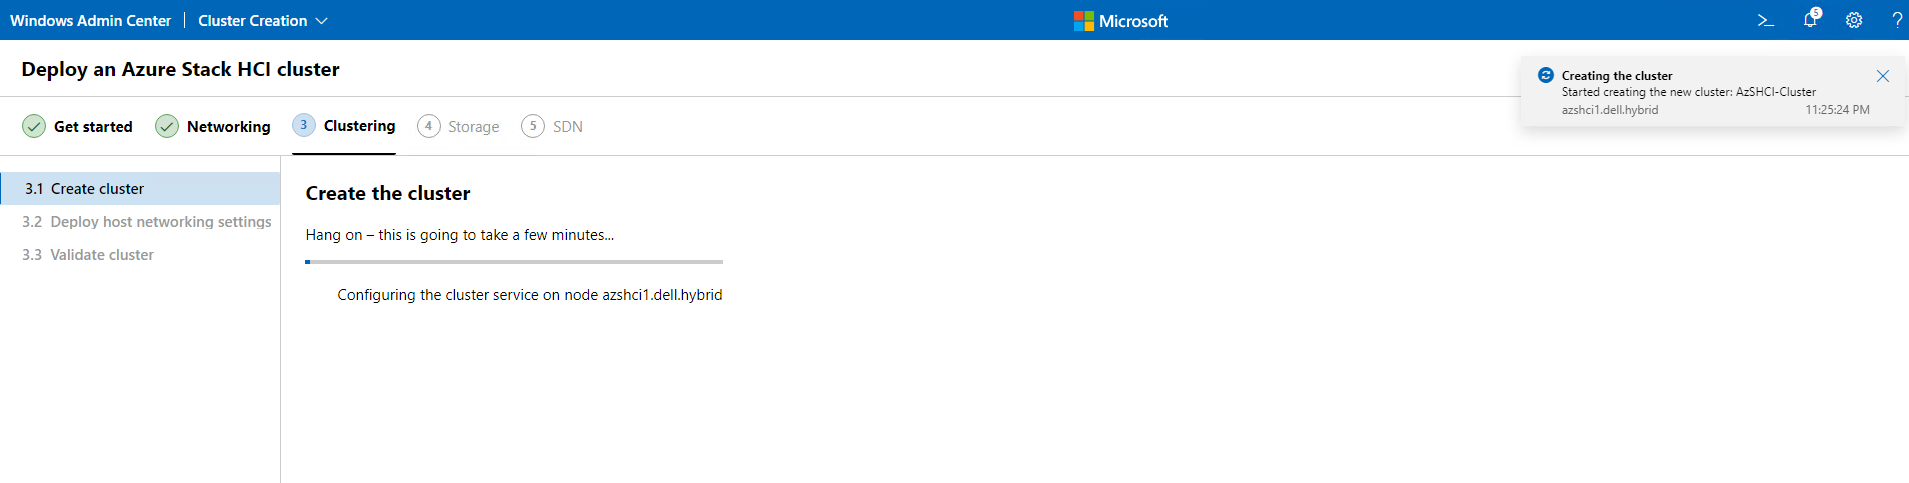 Windows Admin Center | Cluster Creation
Microsoft
>_
5
?
Deploy an Azure Stack HCI cluster
Creating the cluster
Started creating the new cluster: AzSHCI-Cluster
azshci1.dell.hybrid 11:25:24 PM
Get started Networking 3 Clustering 4 Storage 5 SDN
3.1 Create cluster
3.2 Deploy host networking settings
3.3 Validate cluster
Create the cluster
Hang on – this is going to take a few minutes...
Configuring the cluster service on node azshci1.dell.hybrid